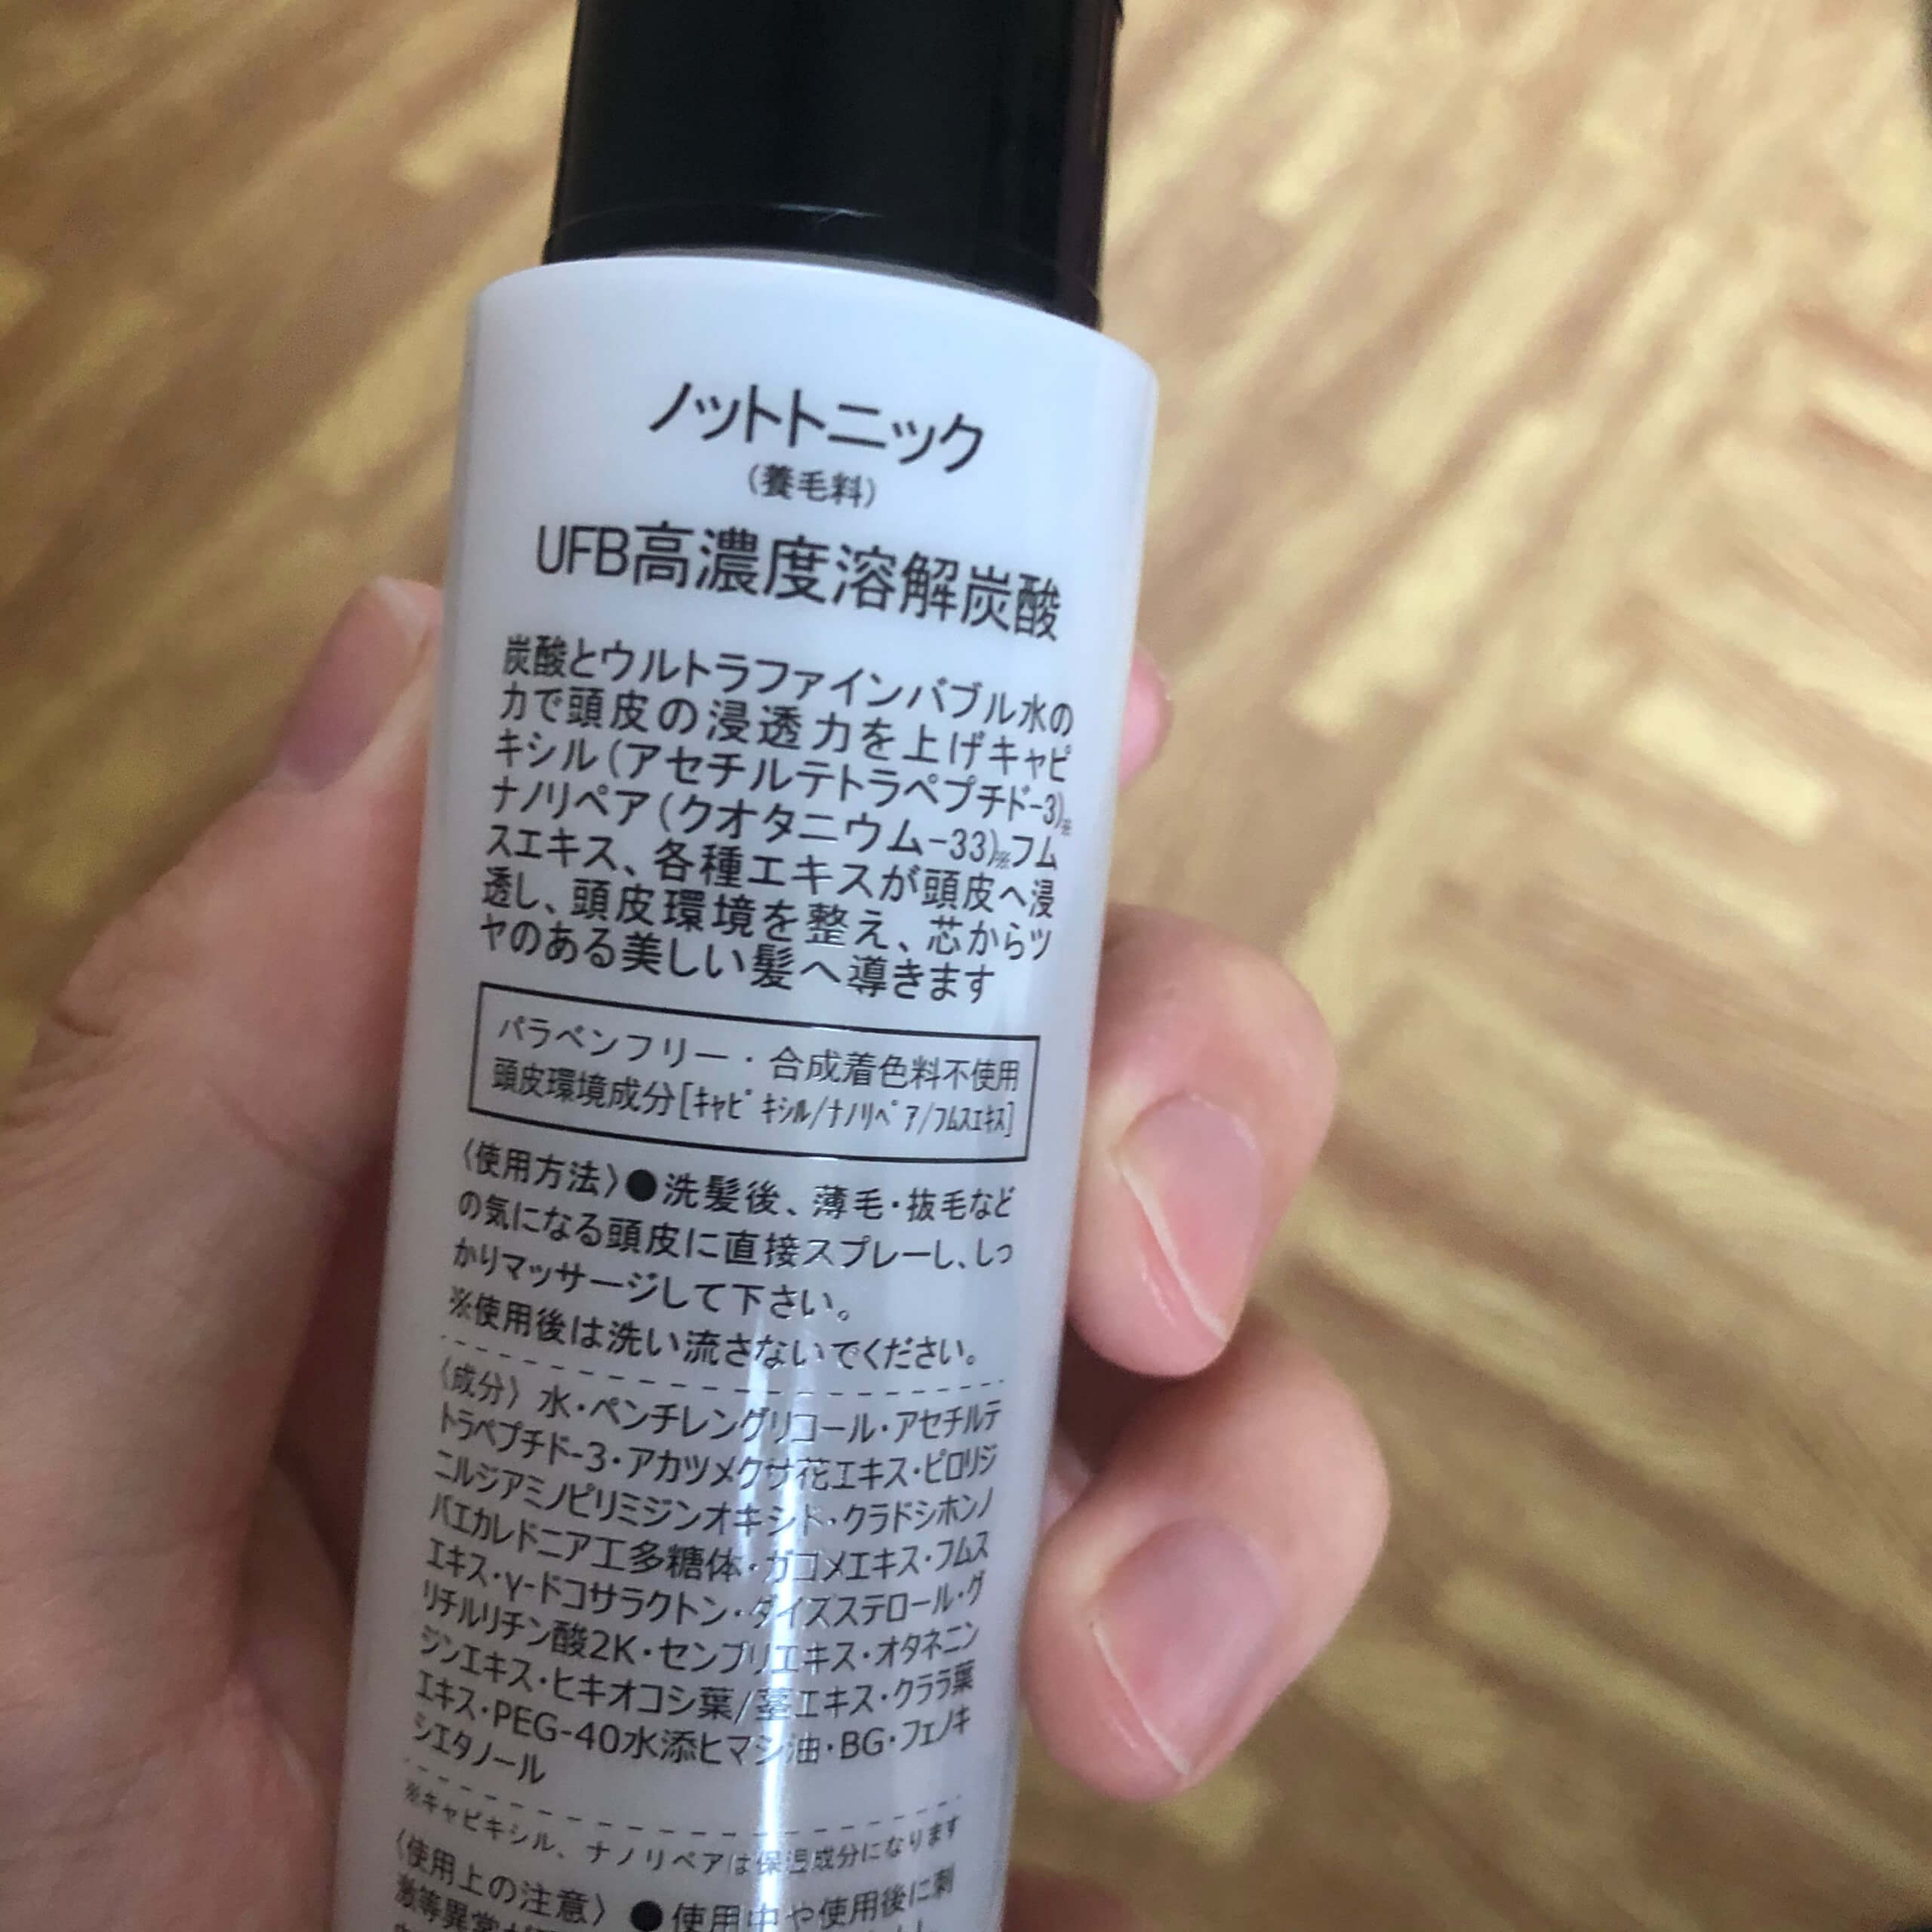 ノットトニック
(養毛料)
UFB高濃度溶解炭酸
炭酸とウルトラファインバブル水の
力で頭皮の浸透力を上げキャピ
キシル(アセチルテトラペプチド-3)※
ナノリペア(クオタニウム-33)※フム
スエキス、各種エキスが頭皮へ浸
透し、頭皮環境を整え、芯からツ
ヤのある美しい髪へ導きます
パラベンフリー・合成着色料不使用
頭皮環境成分[ｷｬﾋﾟｷｼﾙ/ﾅﾉﾘﾍﾟｱ/ﾌﾑｽｴｷｽ]
〈使用方法〉●洗髪後、薄毛・抜毛など
の気になる頭皮に直接スプレーし、しっ
かりマッサージして下さい。
※使用後は洗い流さないでください。
〈成分〉水・ペンチレングリコール・アセチルテ
トラペプチド-3・アカツメクサ花エキス・ピロリジ
ニルジアミノピリミジンオキシド・クラドシホンノ
バエカレドニアエ多糖体・ガゴメエキス・フムス
エキス・γ-ドコサラクトン・ダイズステロール・グ
リチルリチン酸2K・センブリエキス・オタネニン
ジンエキス・ヒキオコシ葉/茎エキス・クララ葉
エキス・PEG-40水添ヒマシ油・BG・フェノキ
シエタノール
※キャピキシル、ナノリペアは保湿成分になります
〈使用上の注意〉●使用中や使用後に刺
激等異常が